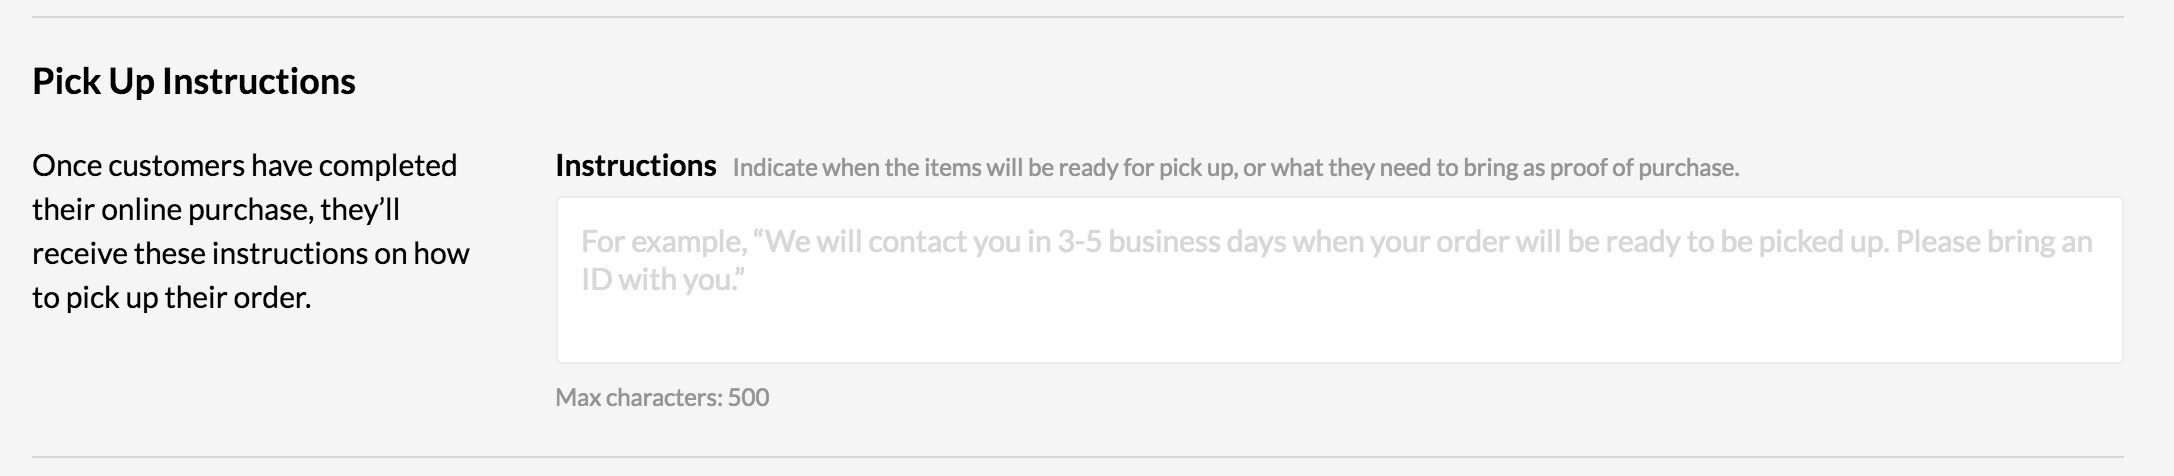 Pick Up Instructions
Once customers have completed
their online purchase, they’ll
receive these instructions on how
to pick up their order.
Instructions Indicate when the items will be ready for pick up, or what they need to bring as proof of purchase.
For example, “We will contact you in 3-5 business days when your order will be ready to be picked up. Please bring an
ID with you.”
Max characters: 500